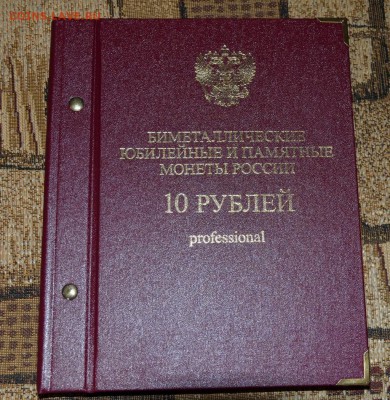 БИМЕТАЛЛИЧЕСКИЕ
ЮБИЛЕЙНЫЕ И ПАМЯТНЫЕ
МОНЕТЫ РОССИИ
10 РУБЛЕЙ
professional